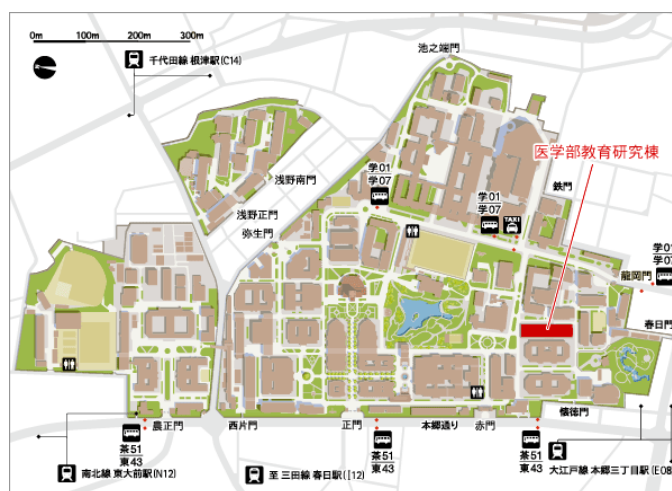 0m 100m 200m 300m
千代田線 根津駅(C14)
池之端門
医学部教育研究棟
浅野南門
学01
学07
学01
学07
TAXI
鉄門
浅野正門
弥生門
学01
学07
龍岡門
春日門
農正門
西片門
正門
本郷通り
赤門
懐徳門
茶51
東43
茶51
東43
茶51
東43
南北線 東大前駅(N12)
至 三田線 春日駅(I12)
大江戸線 本郷三丁目駅(E08